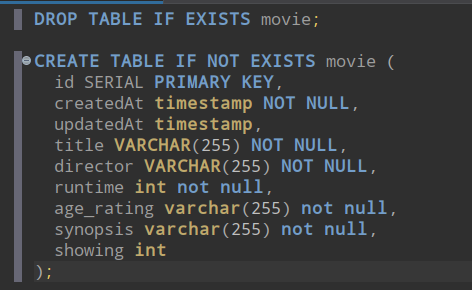 DROP TABLE IF EXISTS movie;
CREATE TABLE IF NOT EXISTS movie (
id SERIAL PRIMARY KEY,
createdAt timestamp NOT NULL,
updatedAt timestamp,
title VARCHAR(255) NOT NULL,
director VARCHAR(255) NOT NULL,
runtime int not null,
age_rating varchar(255) not null,
synopsis varchar(255) not null,
showing int
);